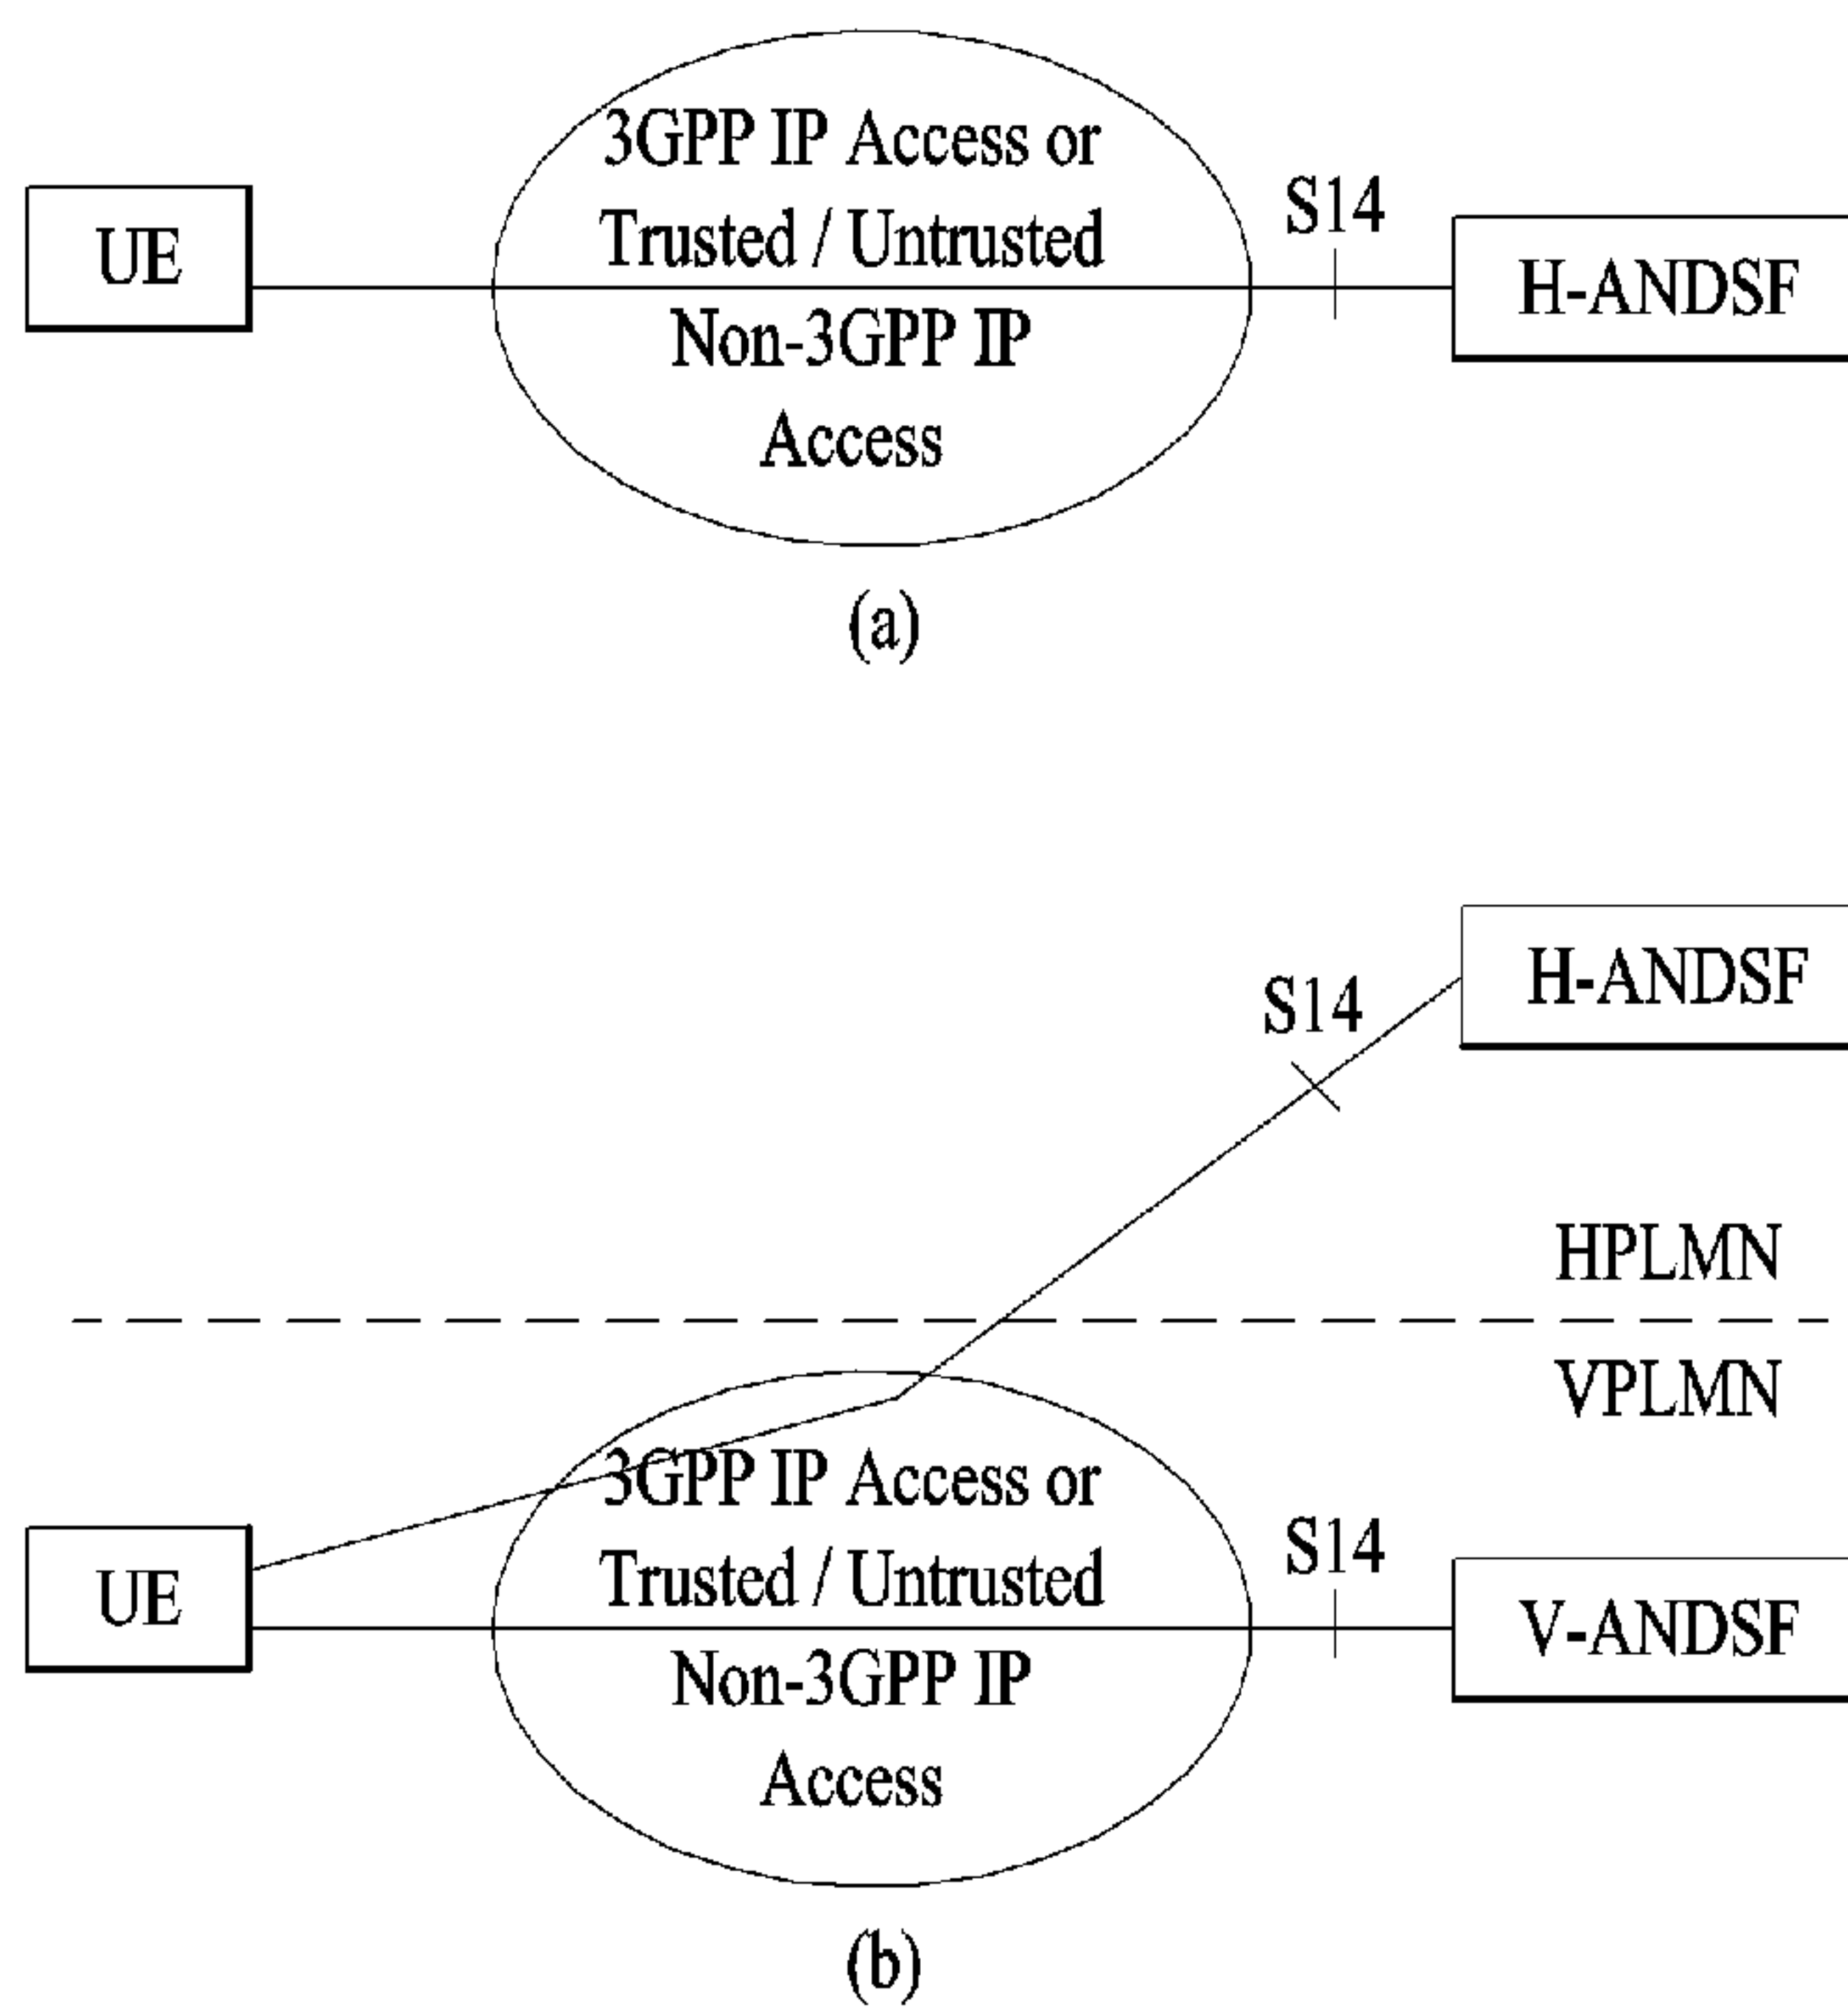 3GPP IP Access or
Trusted / Untrusted
Non-3GPP IP
Access
UE
S14
H-ANDSF
(a)
H-ANDSF
S14
HPLMN
VPLMN
3GPP IP Access or
Trusted / Untrusted
Non-3GPP IP
Access
UE
S14
V-ANDSF
(b)